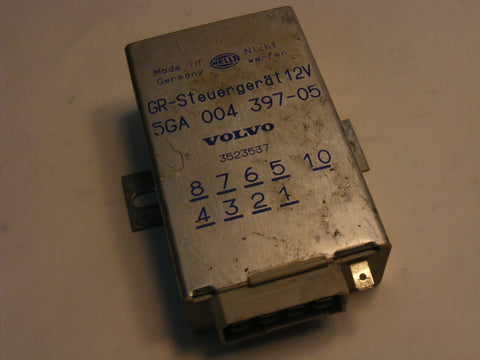 Made in Germany
HELLA
Nicht werfen
GR-Steuergerät 12V
5GA 004 397-05
VOLVO
3523537
8 7 6 5 10
4 3 2 1